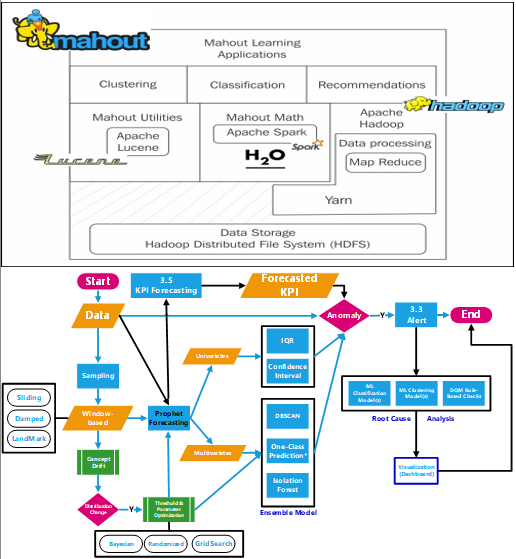 mahout
Mahout Learning
Applications
Clustering
Classification
Recommendations
hadoop
Mahout Utilities
Apache
Lucene
Lucene
Mahout Math
Apache Spark
Spark
H2O
Apache
Hadoop
Data processing
Map Reduce
Yarn
Data Storage
Hadoop Distributed File System (HDFS)
Start
3.5
KPI Forecasting
Forecasted
KPI
Data
Anomaly
Y
3.3
Alert
End
Sampling
Univariates
IQR
Confidence
Interval
Sliding
Damped
LandMark
Window-
based
Prophet
Forecasting
ML
Classification
Model(s)
ML Clustering
Model(s)
DQM Rule-
Based Checks
Root Cause Analysis
Multivariates
DBSCAN
One-Class
Prediction*
Isolation
Forest
Ensemble Model
Concept
Drift
Visualization
(Dashboard)
Distribution
Change
Y
Threshold &
Parameter
Optimization
Bayesian
Randomized
GridSearch